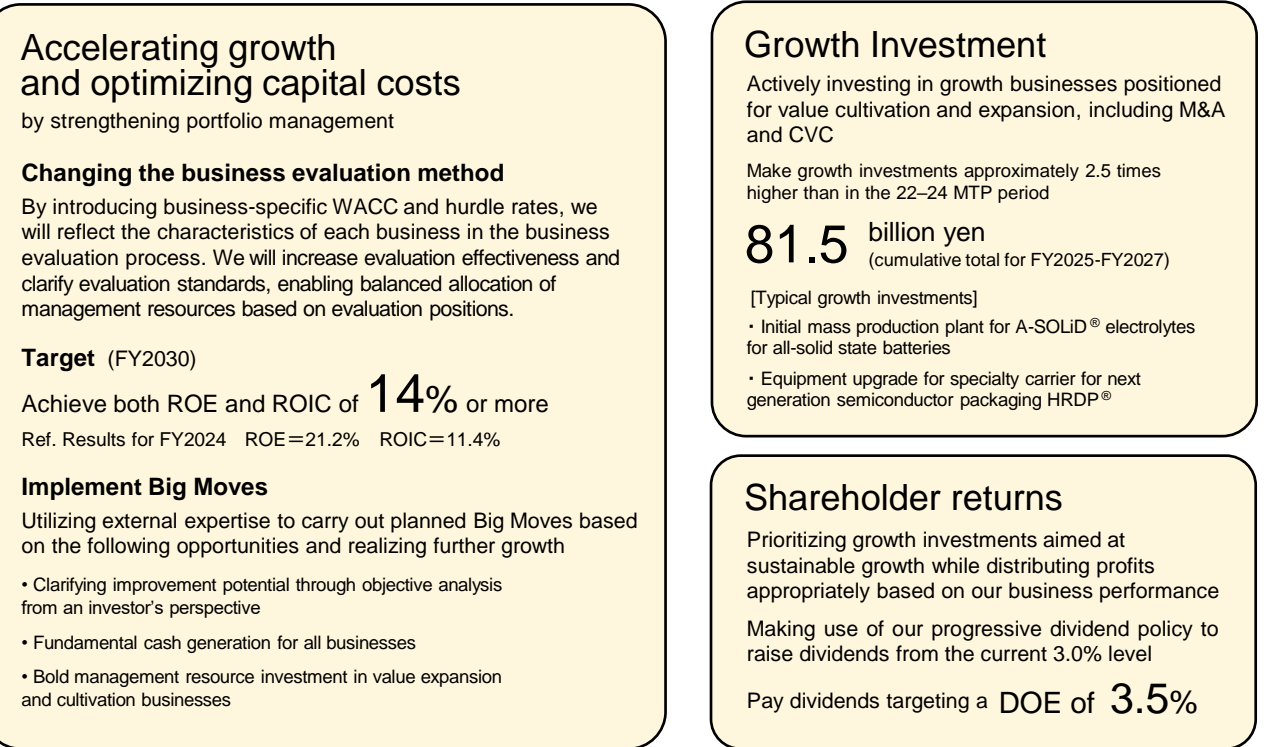 Accelerating growth
and optimizing capital costs
by strengthening portfolio management
Changing the business evaluation method
By introducing business-specific WACC and hurdle rates, we
will reflect the characteristics of each business in the business
evaluation process. We will increase evaluation effectiveness and
clarify evaluation standards, enabling balanced allocation of
management resources based on evaluation positions.
Target (FY2030)
Achieve both ROE and ROIC of 14% or more
Ref. Results for FY2024 ROE＝21.2% ROIC＝11.4%
Implement Big Moves
Utilizing external expertise to carry out planned Big Moves based
on the following opportunities and realizing further growth
• Clarifying improvement potential through objective analysis
from an investor's perspective
• Fundamental cash generation for all businesses
• Bold management resource investment in value expansion
and cultivation businesses
Growth Investment
Actively investing in growth businesses positioned
for value cultivation and expansion, including M&A
and CVC
Make growth investments approximately 2.5 times
higher than in the 22–24 MTP period
81.5 billion yen
(cumulative total for FY2025-FY2027)
[Typical growth investments]
・Initial mass production plant for A-SOLiD® electrolytes
for all-solid state batteries
・Equipment upgrade for specialty carrier for next
generation semiconductor packaging HRDP®
Shareholder returns
Prioritizing growth investments aimed at
sustainable growth while distributing profits
appropriately based on our business performance
Making use of our progressive dividend policy to
raise dividends from the current 3.0% level
Pay dividends targeting a DOE of 3.5%